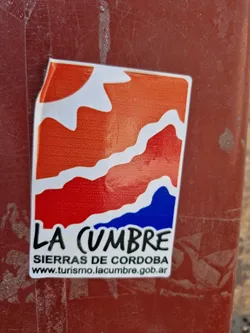 LA CUMBRE
SIERRAS DE CORDOBA
www.turismo.lacumbre.gob.ar